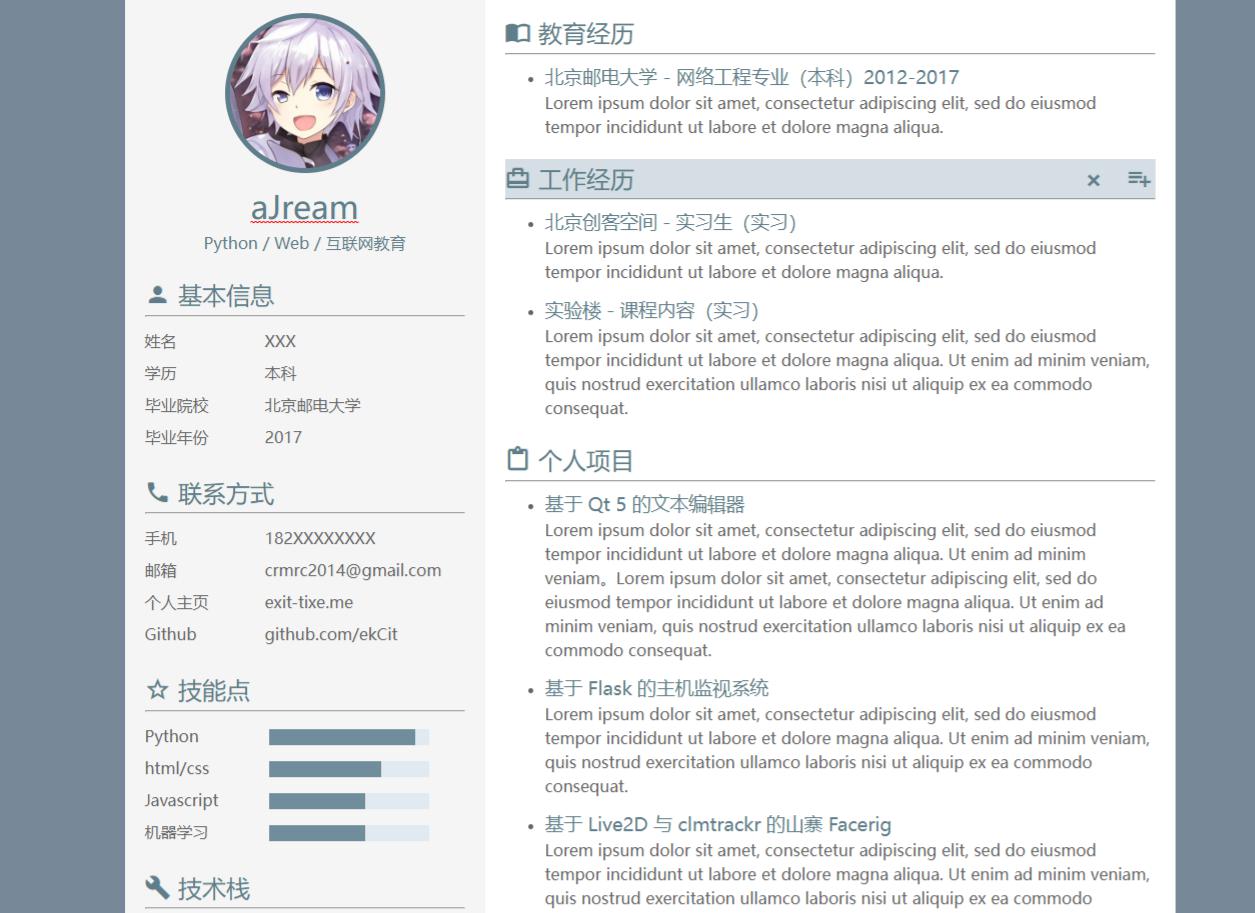 aJream
Python / Web / 互联网教育
基本信息
姓名 XXX
学历 本科
毕业院校 北京邮电大学
毕业年份 2017
联系方式
手机 182XXXXXXXX
邮箱 crmrc2014@gmail.com
个人主页 exit-tixe.me
Github github.com/ekCit
技能点
Python
html/css
Javascript
机器学习
技术栈
教育经历
北京邮电大学 - 网络工程专业（本科）2012-2017
Lorem ipsum dolor sit amet, consectetur adipiscing elit, sed do eiusmod
tempor incididunt ut labore et dolore magna aliqua.
工作经历
北京创客空间 - 实习生（实习）
Lorem ipsum dolor sit amet, consectetur adipiscing elit, sed do eiusmod
tempor incididunt ut labore et dolore magna aliqua.
实验楼 - 课程内容（实习）
Lorem ipsum dolor sit amet, consectetur adipiscing elit, sed do eiusmod
tempor incididunt ut labore et dolore magna aliqua. Ut enim ad minim veniam,
quis nostrud exercitation ullamco laboris nisi ut aliquip ex ea commodo
consequat.
个人项目
基于 Qt 5 的文本编辑器
Lorem ipsum dolor sit amet, consectetur adipiscing elit, sed do eiusmod
tempor incididunt ut labore et dolore magna aliqua. Ut enim ad minim
veniam。Lorem ipsum dolor sit amet, consectetur adipiscing elit, sed do
eiusmod tempor incididunt ut labore et dolore magna aliqua. Ut enim ad
minim veniam, quis nostrud exercitation ullamco laboris nisi ut aliquip ex ea
commodo consequat.
基于 Flask 的主机监视系统
Lorem ipsum dolor sit amet, consectetur adipiscing elit, sed do eiusmod
tempor incididunt ut labore et dolore magna aliqua. Ut enim ad minim veniam,
quis nostrud exercitation ullamco laboris nisi ut aliquip ex ea commodo
consequat.
基于 Live2D 与 clmtrackr 的山寨 Facerig
Lorem ipsum dolor sit amet, consectetur adipiscing elit, sed do eiusmod
tempor incididunt ut labore et dolore magna aliqua. Ut enim ad minim veniam,
quis nostrud exercitation ullamco laboris nisi ut aliquip ex ea commodo